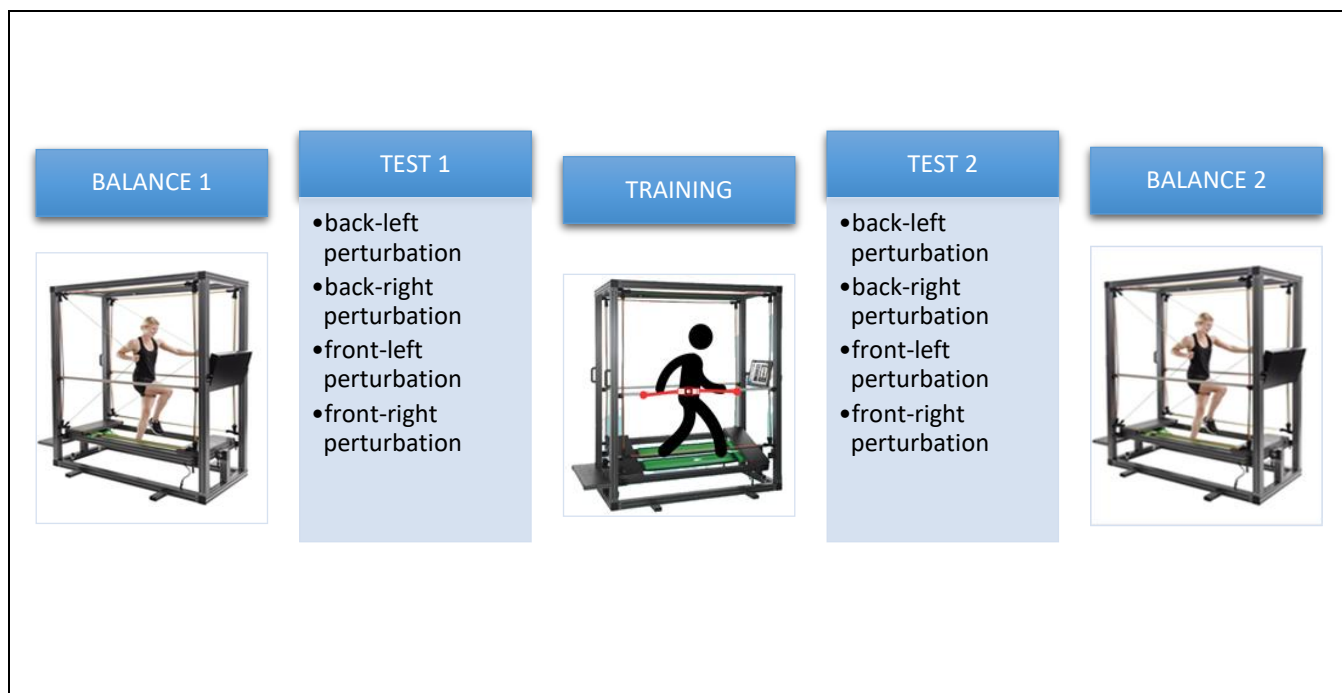 BALANCE 1
TEST 1
•back-left
perturbation
•back-right
perturbation
•front-left
perturbation
•front-right
perturbation
TRAINING
TEST 2
•back-left
perturbation
•back-right
perturbation
•front-left
perturbation
•front-right
perturbation
BALANCE 2